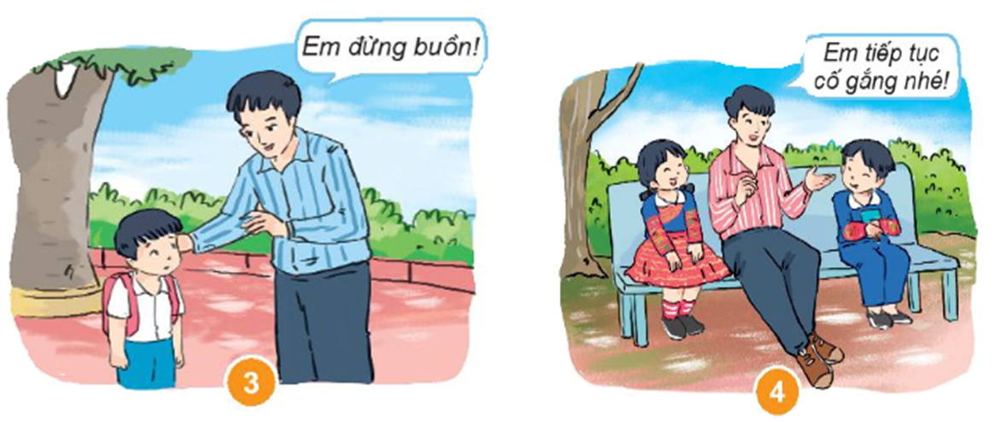 Em đừng buồn!
Em tiếp tục
cố gắng nhé!
3
4